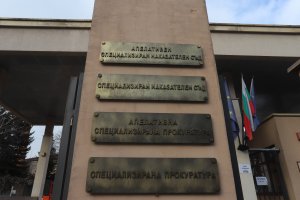 АПЕЛАТИВЕН
СПЕЦИАЛИЗИРАН НАКАЗАТЕЛЕН СЪД
СПЕЦИАЛИЗИРАН НАКАЗАТЕЛЕН СЪД
АПЕЛАТИВНА
СПЕЦИАЛИЗИРАНА ПРОКУРАТУРА
СПЕЦИАЛИЗИРАНА ПРОКУРАТУРА